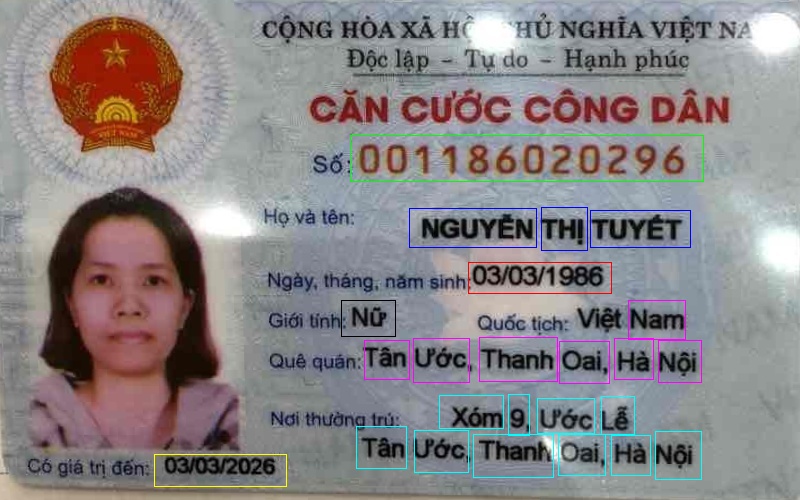 CỘNG HÒA XÃ HỘI CHỦ NGHĨA VIỆT NAM
Độc lập - Tự do - Hạnh phúc
CĂN CƯỚC CÔNG DÂN
Số: 001186020296
Họ và tên: NGUYỄN THỊ TUYẾT
Ngày, tháng, năm sinh: 03/03/1986
Giới tính: Nữ Quốc tịch: Việt Nam
Quê quán: Tân Ước, Thanh Oai, Hà Nội
Nơi thường trú: Xóm 9, Ước Lễ
Tân Ước, Thanh Oai, Hà Nội
Có giá trị đến: 03/03/2026